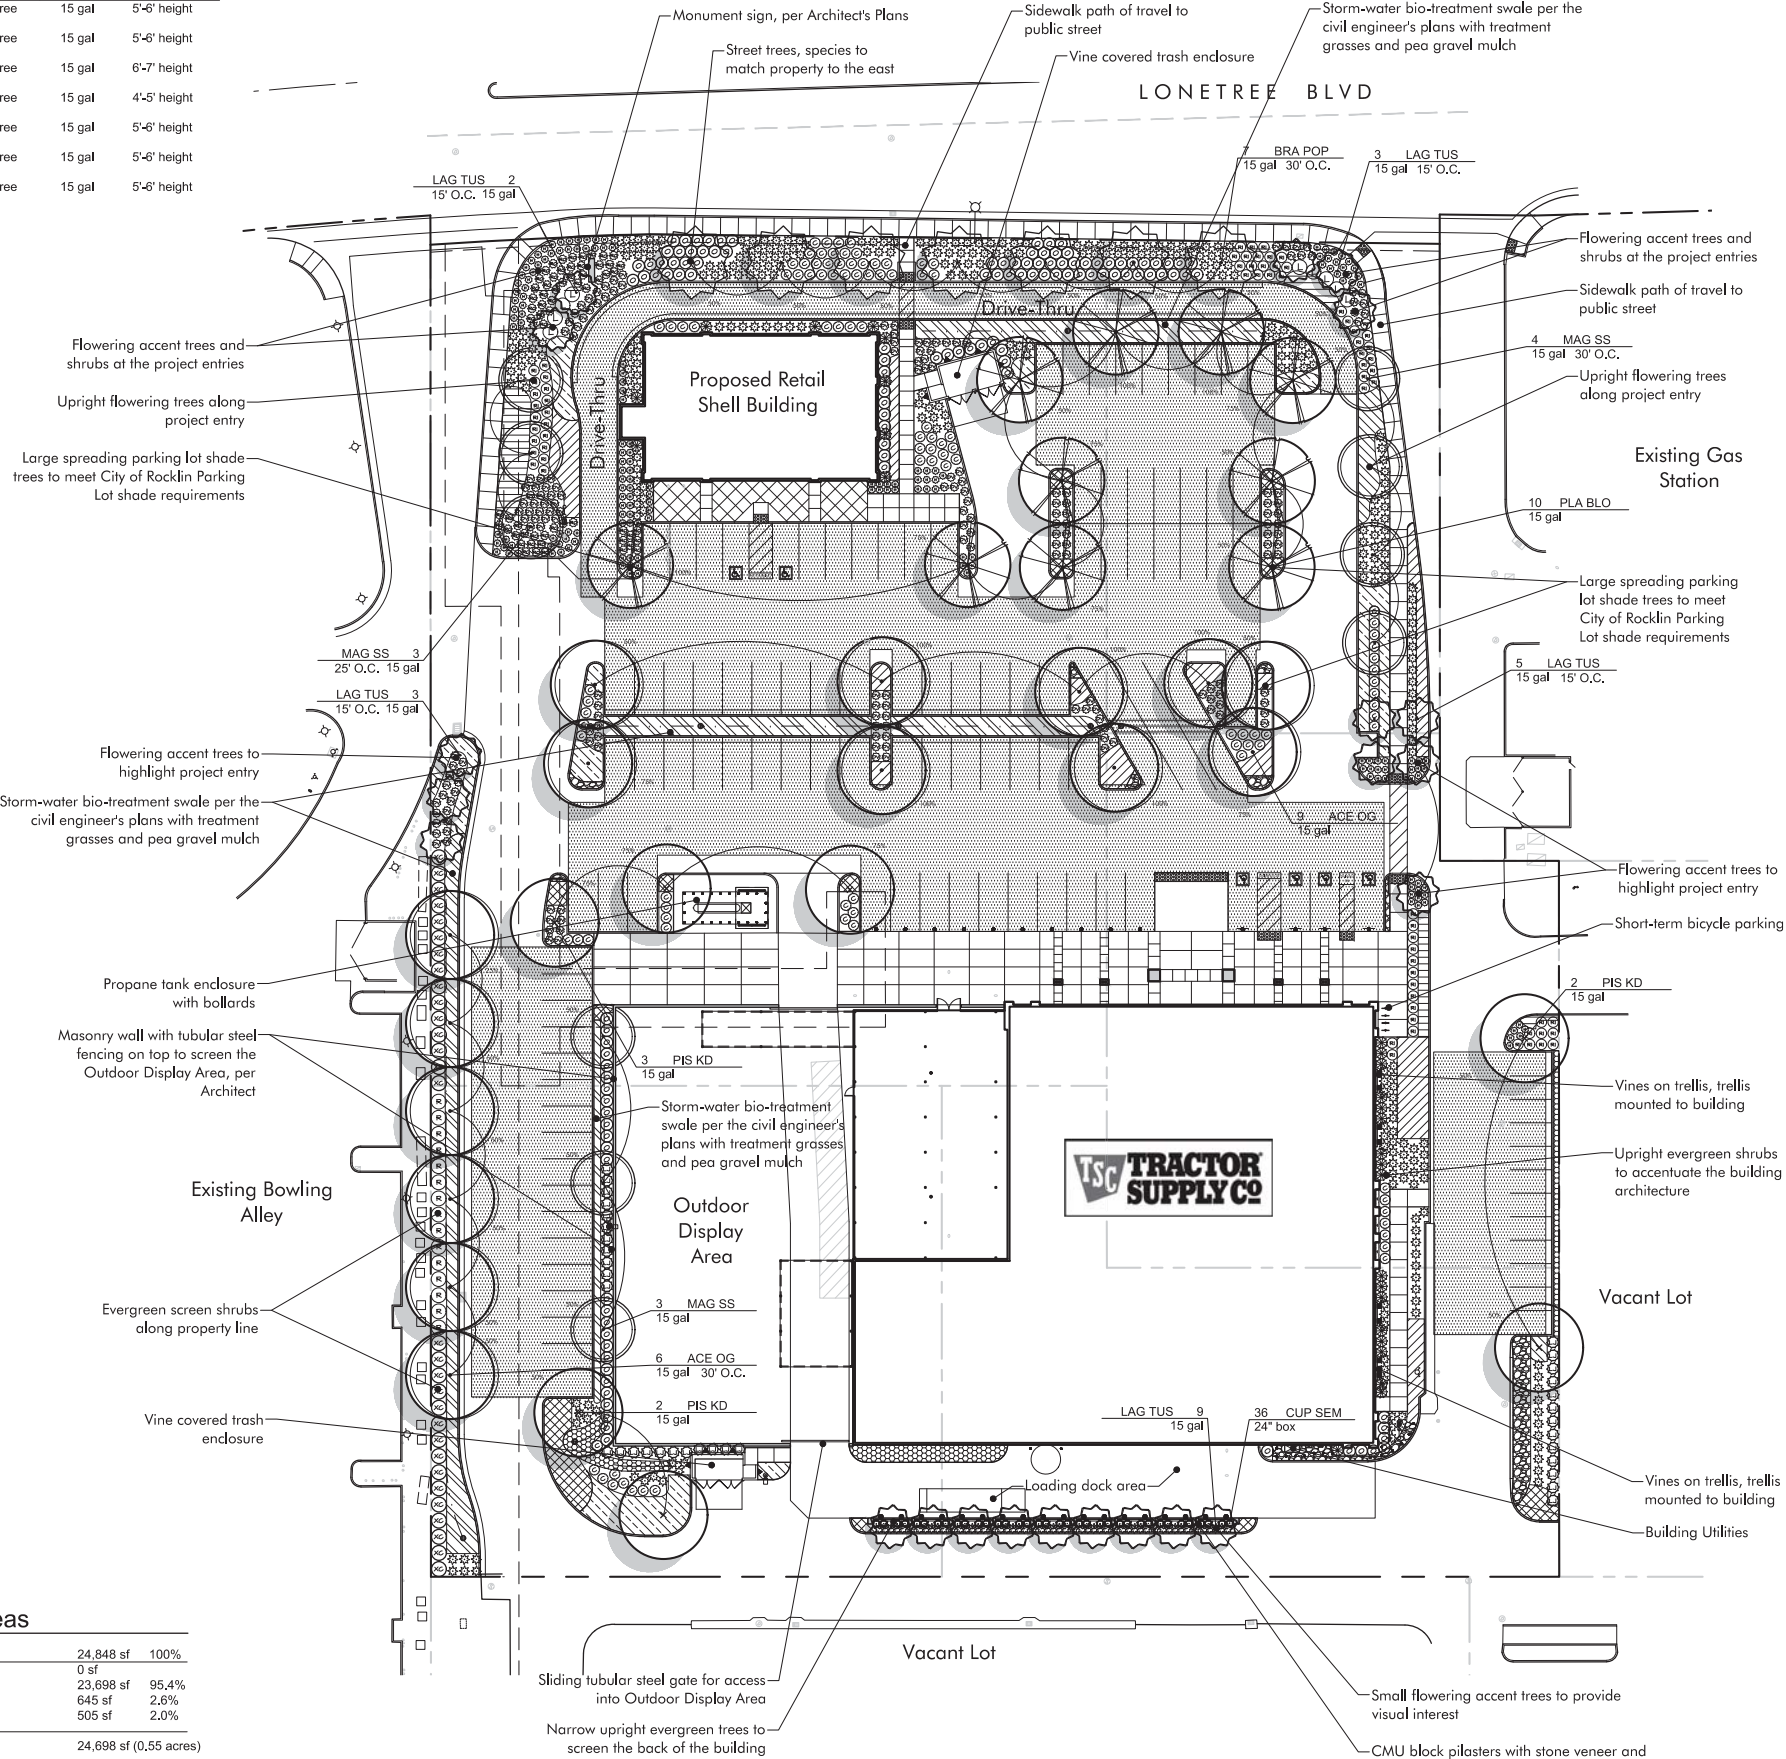 ree 15 gal 5'-6' height
ree 15 gal 5'-6' height
ree 15 gal 6'-7' height
ree 15 gal 4'-5' height
ree 15 gal 5'-6' height
ree 15 gal 5'-6' height
ree 15 gal 5'-6' height
Monument sign, per Architect's Plans
Street trees, species to
match property to the east
Sidewalk path of travel to
public street
Vine covered trash enclosure
Storm-water bio-treatment swale per the
civil engineer's plans with treatment
grasses and pea gravel mulch
LONETREE BLVD
7 BRA POP
15 gal 30' O.C.
3 LAG TUS
15 gal 15' O.C.
LAG TUS 2
15' O.C. 15 gal
Flowering accent trees and
shrubs at the project entries
Sidewalk path of travel to
public street
4 MAG SS
15 gal 30' O.C.
Upright flowering trees
along project entry
Existing Gas
Station
10 PLA BLO
15 gal
Large spreading parking
lot shade trees to meet
City of Rocklin Parking
Lot shade requirements
5 LAG TUS
15 gal 15' O.C.
Flowering accent trees and
shrubs at the project entries
Upright flowering trees along
project entry
Large spreading parking lot shade
trees to meet City of Rocklin Parking
Lot shade requirements
Drive-Thru
Drive-Thru
Proposed Retail
Shell Building
MAG SS 3
25' O.C. 15 gal
LAG TUS 3
15' O.C. 15 gal
Flowering accent trees to
highlight project entry
Storm-water bio-treatment swale per the
civil engineer's plans with treatment
grasses and pea gravel mulch
9 ACE OG
15 gal
Flowering accent trees to
highlight project entry
Short-term bicycle parking
2 PIS KD
15 gal
Propane tank enclosure
with bollards
Masonry wall with tubular steel
fencing on top to screen the
Outdoor Display Area, per
Architect
3 PIS KD
15 gal
Storm-water bio-treatment
swale per the civil engineer's
plans with treatment grasses
and pea gravel mulch
Vines on trellis, trellis
mounted to building
Upright evergreen shrubs
to accentuate the building
architecture
TSC TRACTOR
SUPPLY CO
Existing Bowling
Alley
Outdoor
Display
Area
Vacant Lot
Evergreen screen shrubs
along property line
3 MAG SS
15 gal
6 ACE OG
15 gal 30' O.C.
2 PIS KD
15 gal
Vine covered trash
enclosure
LAG TUS 9
15 gal
36 CUP SEM
24" box
Loading dock area
Vines on trellis, trellis
mounted to building
Building Utilities
eas
24,848 sf 100%
0 sf
23,698 sf 95.4%
645 sf 2.6%
505 sf 2.0%
24,698 sf (0.55 acres)
Vacant Lot
Sliding tubular steel gate for access
into Outdoor Display Area
Narrow upright evergreen trees to
screen the back of the building
Small flowering accent trees to provide
visual interest
CMU block pilasters with stone veneer and